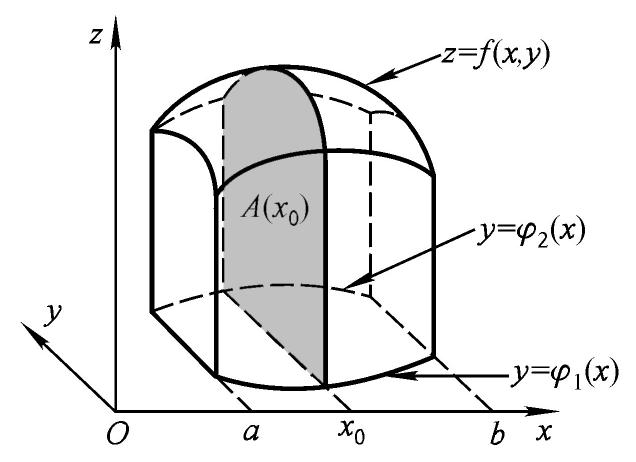 z
z=f(x,y)
A(x₀)
y=φ₂(x)
y
y=φ₁(x)
O
a
x₀
b
x